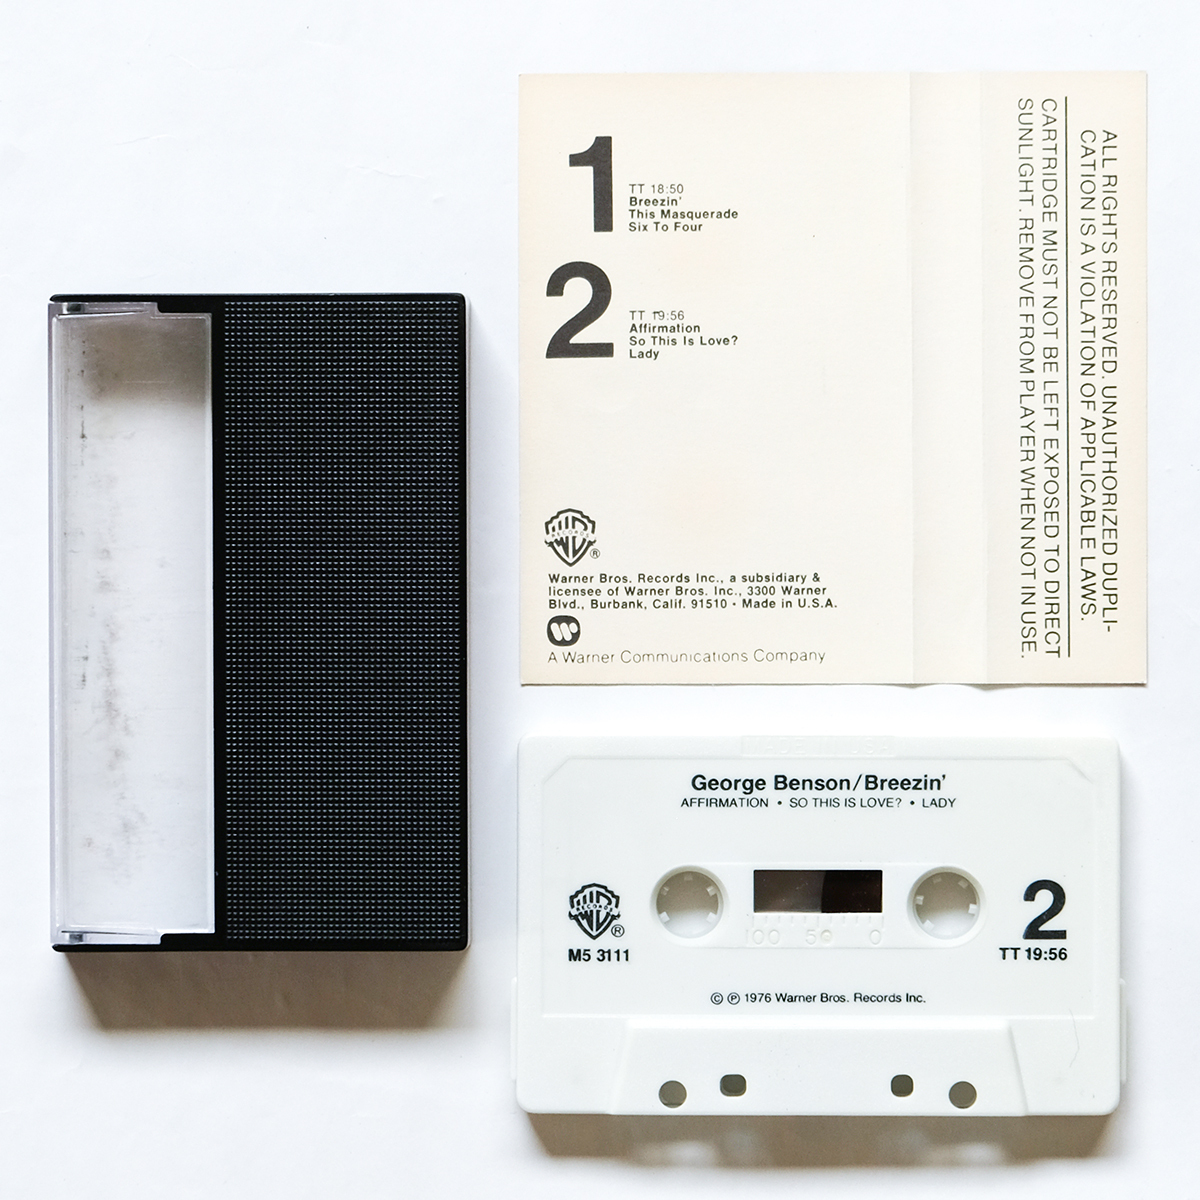 1
TT 18:50
Breezin'
This Masquerade
Six To Four
2
TT 19:56
Affirmation
So This Is Love?
Lady
RECORDS
®
Warner Bros. Records Inc., a subsidiary &
licensee of Warner Bros. Inc., 3300 Warner
Blvd., Burbank, Calif. 91510 • Made in U.S.A.
A Warner Communications Company
ALL RIGHTS RESERVED. UNAUTHORIZED DUPLI-
CATION IS A VIOLATION OF APPLICABLE LAWS.
CARTRIDGE MUST NOT BE LEFT EXPOSED TO DIRECT
SUNLIGHT. REMOVE FROM PLAYER WHEN NOT IN USE.
George Benson/Breezin'
AFFIRMATION • SO THIS IS LOVE? • LADY
RECORDS
®
M5 3111
100 50 0
2
TT 19:56
© ℗ 1976 Warner Bros. Records Inc.